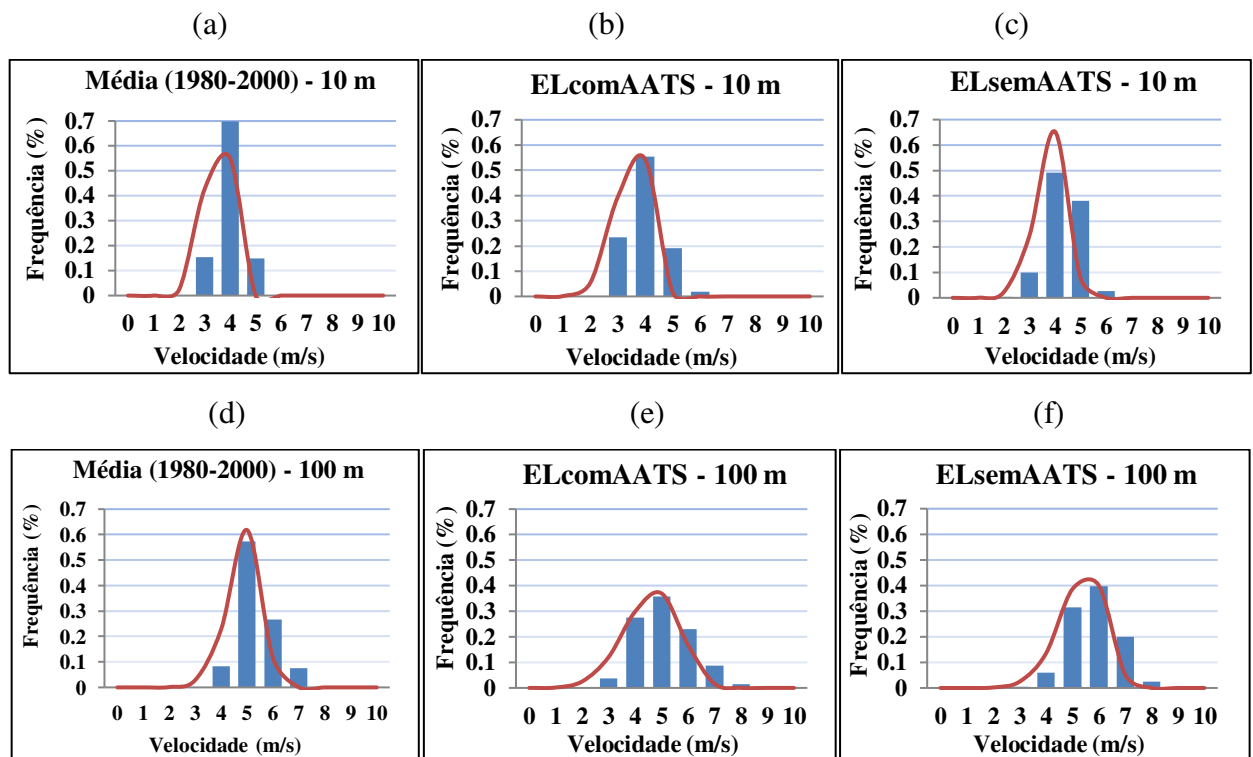 (a) (b) (c)
Média (1980-2000) - 10 m
Frequência (%)
0.7
0.6
0.5
0.4
0.3
0.2
0.1
0
0 1 2 3 4 5 6 7 8 9 10
Velocidade (m/s)
ELcomAATS - 10 m
Frequência (%)
0.7
0.6
0.5
0.4
0.3
0.2
0.1
0
0 1 2 3 4 5 6 7 8 9 10
Velocidade (m/s)
ELsemAATS - 10 m
Frequência (%)
0.7
0.6
0.5
0.4
0.3
0.2
0.1
0
0 1 2 3 4 5 6 7 8 9 10
Velocidade (m/s)
(d) (e) (f)
Média (1980-2000) - 100 m
Frequência (%)
0.7
0.6
0.5
0.4
0.3
0.2
0.1
0
0 1 2 3 4 5 6 7 8 9 10
Velocidade (m/s)
ELcomAATS - 100 m
Frequência (%)
0.7
0.6
0.5
0.4
0.3
0.2
0.1
0
0 1 2 3 4 5 6 7 8 9 10
Velocidade (m/s)
ELsemAATS - 100 m
Frequência (%)
0.7
0.6
0.5
0.4
0.3
0.2
0.1
0
0 1 2 3 4 5 6 7 8 9 10
Velocidade (m/s)